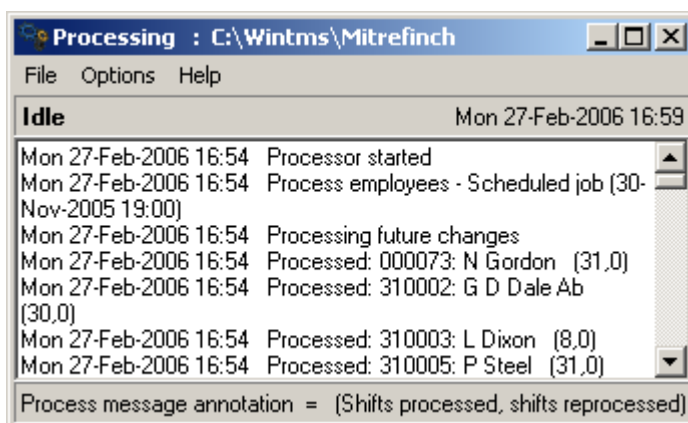 Processing : C:\Wintms\Mitrefinch
File Options Help
Idle Mon 27-Feb-2006 16:59
Mon 27-Feb-2006 16:54 Processor started
Mon 27-Feb-2006 16:54 Process employees - Scheduled job (30-
Nov-2005 19:00)
Mon 27-Feb-2006 16:54 Processing future changes
Mon 27-Feb-2006 16:54 Processed: 000073: N Gordon (31,0)
Mon 27-Feb-2006 16:54 Processed: 310002: G D Dale Ab
(30,0)
Mon 27-Feb-2006 16:54 Processed: 310003: L Dixon (8,0)
Mon 27-Feb-2006 16:54 Processed: 310005: P Steel (31,0)
Process message annotation = (Shifts processed, shifts reprocessed)